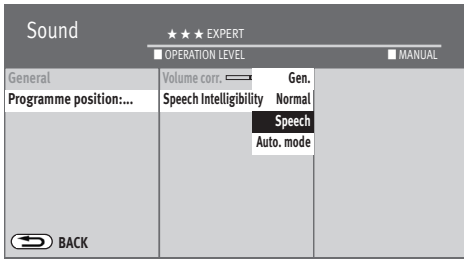 Sound
★ ★ ★ EXPERT
OPERATION LEVEL
MANUAL
General
Programme position:...
Volume corr.
Speech Intelligibility
Gen.
Normal
Speech
Auto. mode
BACK